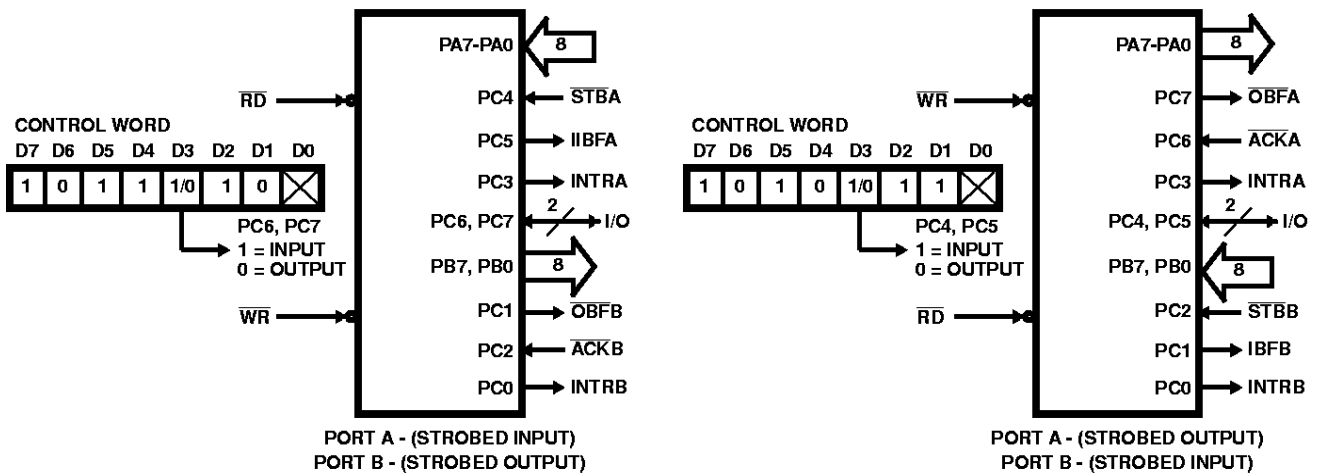 PA7-PA0 8
RD
PC4 STBA
CONTROL WORD
PC5 IIBFA
D7 D6 D5 D4 D3 D2 D1 D0
PC3 INTRA
1 0 1 1 1/0 1 0
PC6, PC7 2 I/O
PC6, PC7
1 = INPUT
0 = OUTPUT
PB7, PB0 8
WR
PC1 OBFB
PC2 ACKB
PC0 INTRB
PORT A - (STROBED INPUT)
PORT B - (STROBED OUTPUT)
PA7-PA0 8
WR
PC7 OBFA
CONTROL WORD
PC6 ACKA
D7 D6 D5 D4 D3 D2 D1 D0
PC3 INTRA
1 0 1 0 1/0 1 1
PC4, PC5 2 I/O
PC4, PC5
1 = INPUT
0 = OUTPUT
PB7, PB0 8
RD
PC2 STBB
PC1 IBFB
PC0 INTRB
PORT A - (STROBED OUTPUT)
PORT B - (STROBED INPUT)